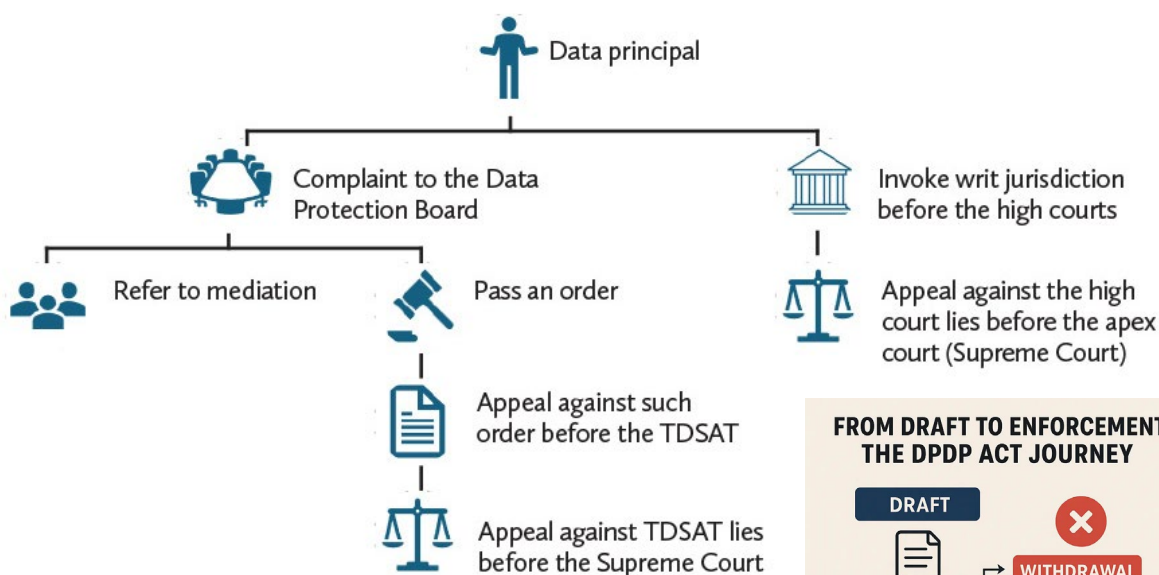 Data principal
Complaint to the Data
Protection Board
Invoke writ jurisdiction
before the high courts
Refer to mediation
Pass an order
Appeal against the high
court lies before the apex
court (Supreme Court)
Appeal against such
order before the TDSAT
Appeal against TDSAT lies
before the Supreme Court
FROM DRAFT TO ENFORCEMENT
THE DPDP ACT JOURNEY
DRAFT
WITHDRAWAL